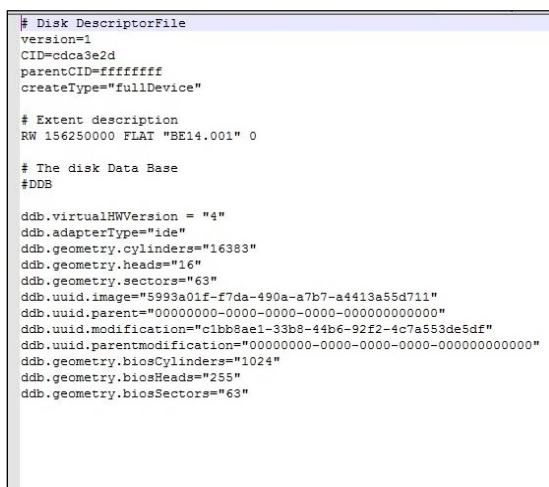 # Disk DescriptorFile
version=1
CID=cdca3e2d
parentCID=ffffffff
createType="fullDevice"
# Extent description
RW 156250000 FLAT "BE14.001" 0
# The disk Data Base
#DDB
ddb.virtualHWVersion = "4"
ddb.adapterType="ide"
ddb.geometry.cylinders="16383"
ddb.geometry.heads="16"
ddb.geometry.sectors="63"
ddb.uuid.image="5993a01f-f7da-490a-a7b7-a4413a55d711"
ddb.uuid.parent="00000000-0000-0000-0000-000000000000"
ddb.uuid.modification="c1bb8ae1-33b8-44b6-92f2-4c7a553de5df"
ddb.uuid.parentmodification="00000000-0000-0000-0000-000000000000"
ddb.geometry.biosCylinders="1024"
ddb.geometry.biosHeads="255"
ddb.geometry.biosSectors="63"